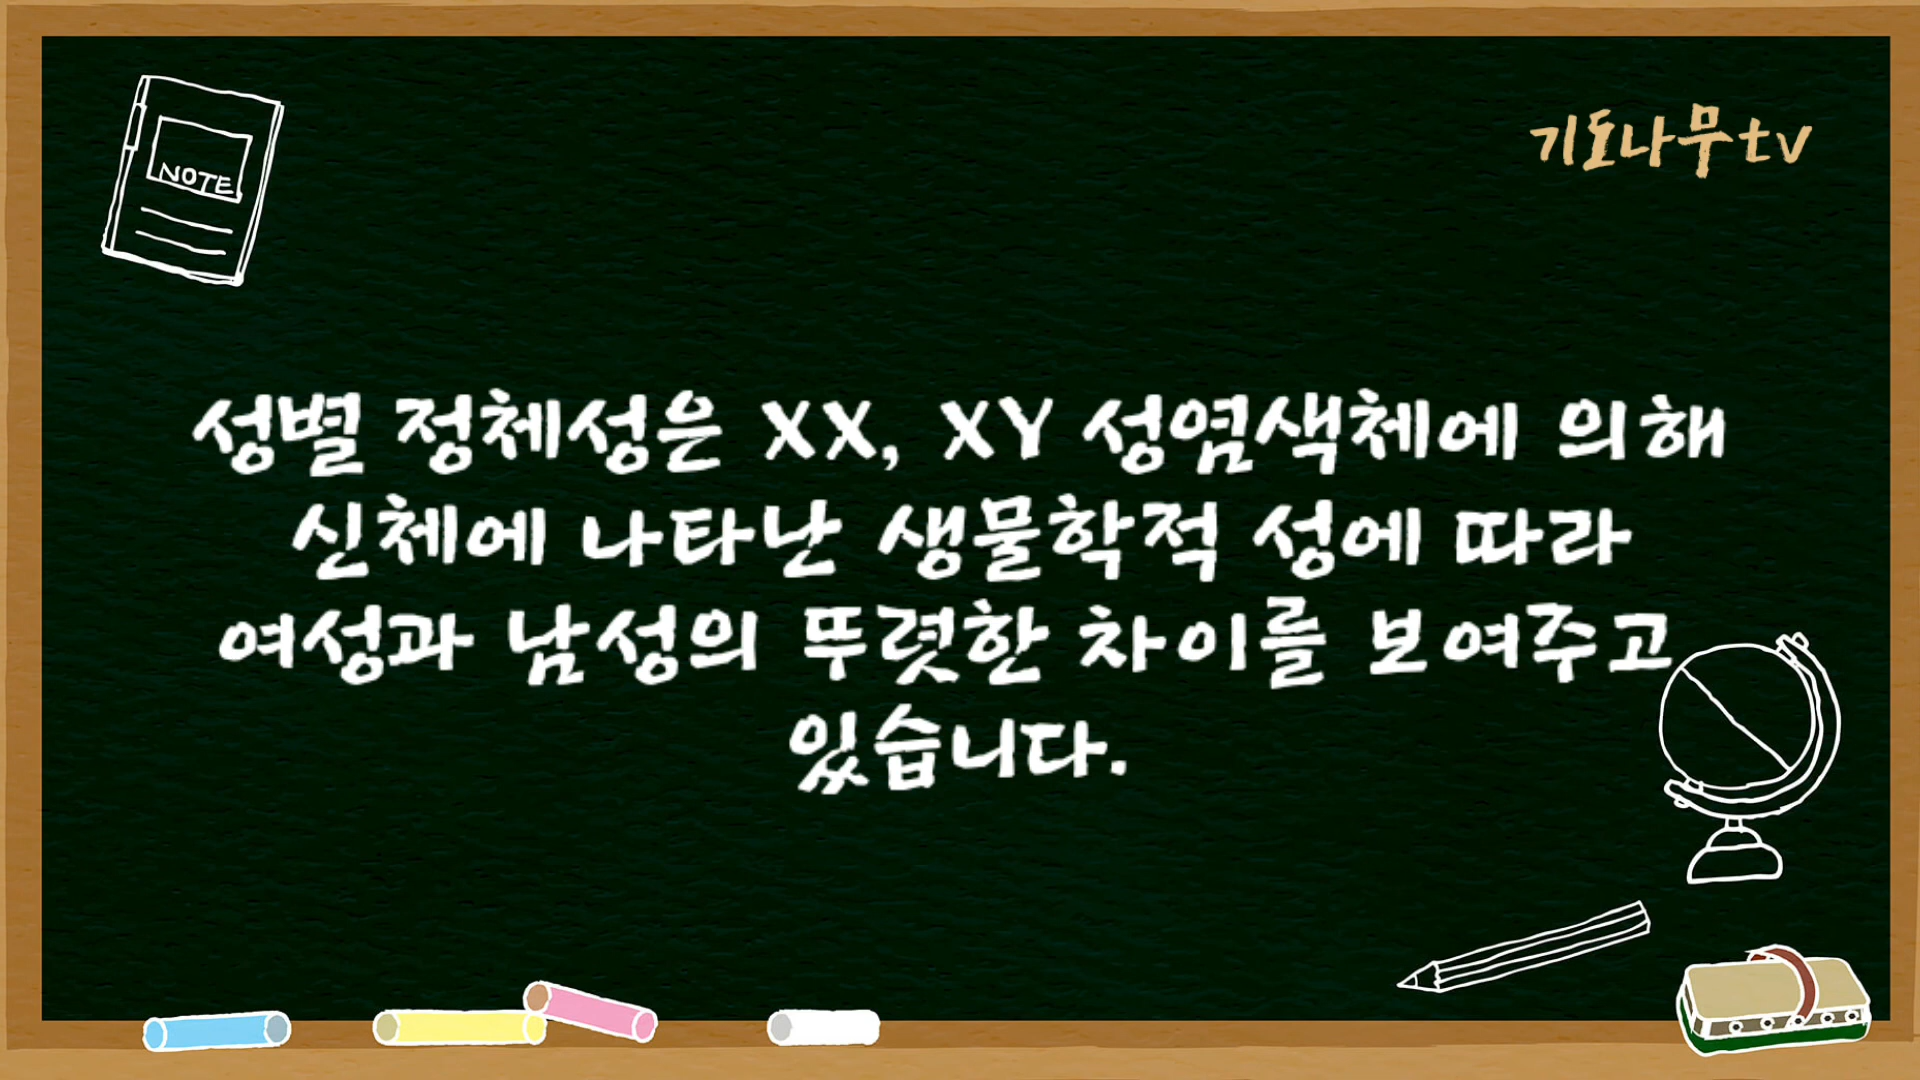 기도나무tv
NOTE
성별 정체성은 XX, XY 성염색체에 의해
신체에 나타난 생물학적 성에 따라
여성과 남성의 뚜렷한 차이를 보여주고
있습니다.